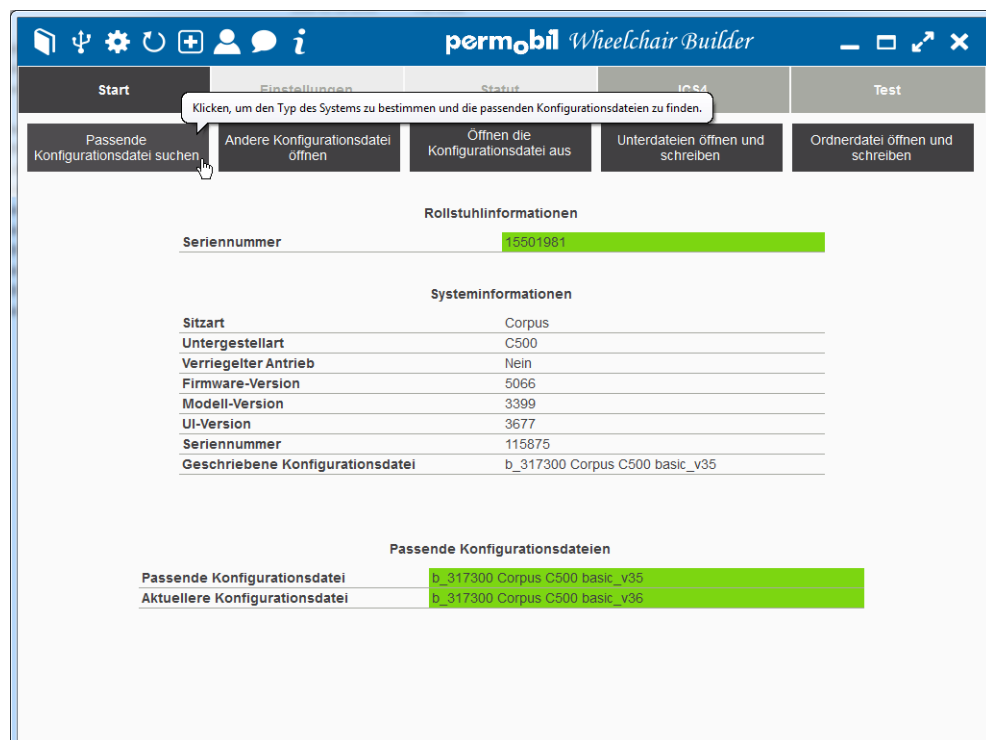 permobil Wheelchair Builder
Start Einstellungen Statut ICS4 Test
Klicken, um den Typ des Systems zu bestimmen und die passenden Konfigurationsdateien zu finden.
Passende
Konfigurationsdatei suchen
Andere Konfigurationsdatei
öffnen
Öffnen die
Konfigurationsdatei aus
Unterdateien öffnen und
schreiben
Ordnerdatei öffnen und
schreiben
Rollstuhlinformationen
Seriennummer 15501981
Systeminformationen
Sitzart Corpus
Untergestellart C500
Verriegelter Antrieb Nein
Firmware-Version 5066
Modell-Version 3399
UI-Version 3677
Seriennummer 115875
Geschriebene Konfigurationsdatei b_317300 Corpus C500 basic_v35
Passende Konfigurationsdateien
Passende Konfigurationsdatei b_317300 Corpus C500 basic_v35
Aktuellere Konfigurationsdatei b_317300 Corpus C500 basic_v36